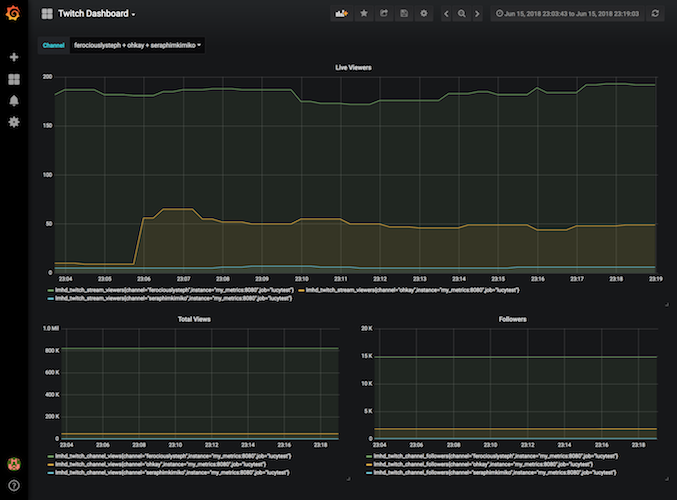 Twitch Dashboard
Jun 15, 2018 23:03:43 to Jun 15, 2018 23:19:03
Channel ferociouslysteph + ohkay + seraphimkimiko
Live Viewers
200
150
100
50
0
23:04 23:05 23:06 23:07 23:08 23:09 23:10 23:11 23:12 23:13 23:14 23:15 23:16 23:17 23:18 23:19
lmhd_twitch_stream_viewers{channel="ferociouslysteph",instance="my_metrics:8080",job="lucytest"} lmhd_twitch_stream_viewers{channel="ohkay",instance="my_metrics:8080",job="lucytest"}
lmhd_twitch_stream_viewers{channel="seraphimkimiko",instance="my_metrics:8080",job="lucytest"}
Total Views
1.0 Mil
800 K
600 K
400 K
200 K
0
23:04 23:06 23:08 23:10 23:12 23:14 23:16 23:18
lmhd_twitch_channel_views{channel="ferociouslysteph",instance="my_metrics:8080",job="lucytest"}
lmhd_twitch_channel_views{channel="ohkay",instance="my_metrics:8080",job="lucytest"}
lmhd_twitch_channel_views{channel="seraphimkimiko",instance="my_metrics:8080",job="lucytest"}
Followers
20 K
15 K
10 K
5 K
0
23:04 23:06 23:08 23:10 23:12 23:14 23:16 23:18
lmhd_twitch_channel_followers{channel="ferociouslysteph",instance="my_metrics:8080",job="lucytest"}
lmhd_twitch_channel_followers{channel="ohkay",instance="my_metrics:8080",job="lucytest"}
lmhd_twitch_channel_followers{channel="seraphimkimiko",instance="my_metrics:8080",job="lucytest"}